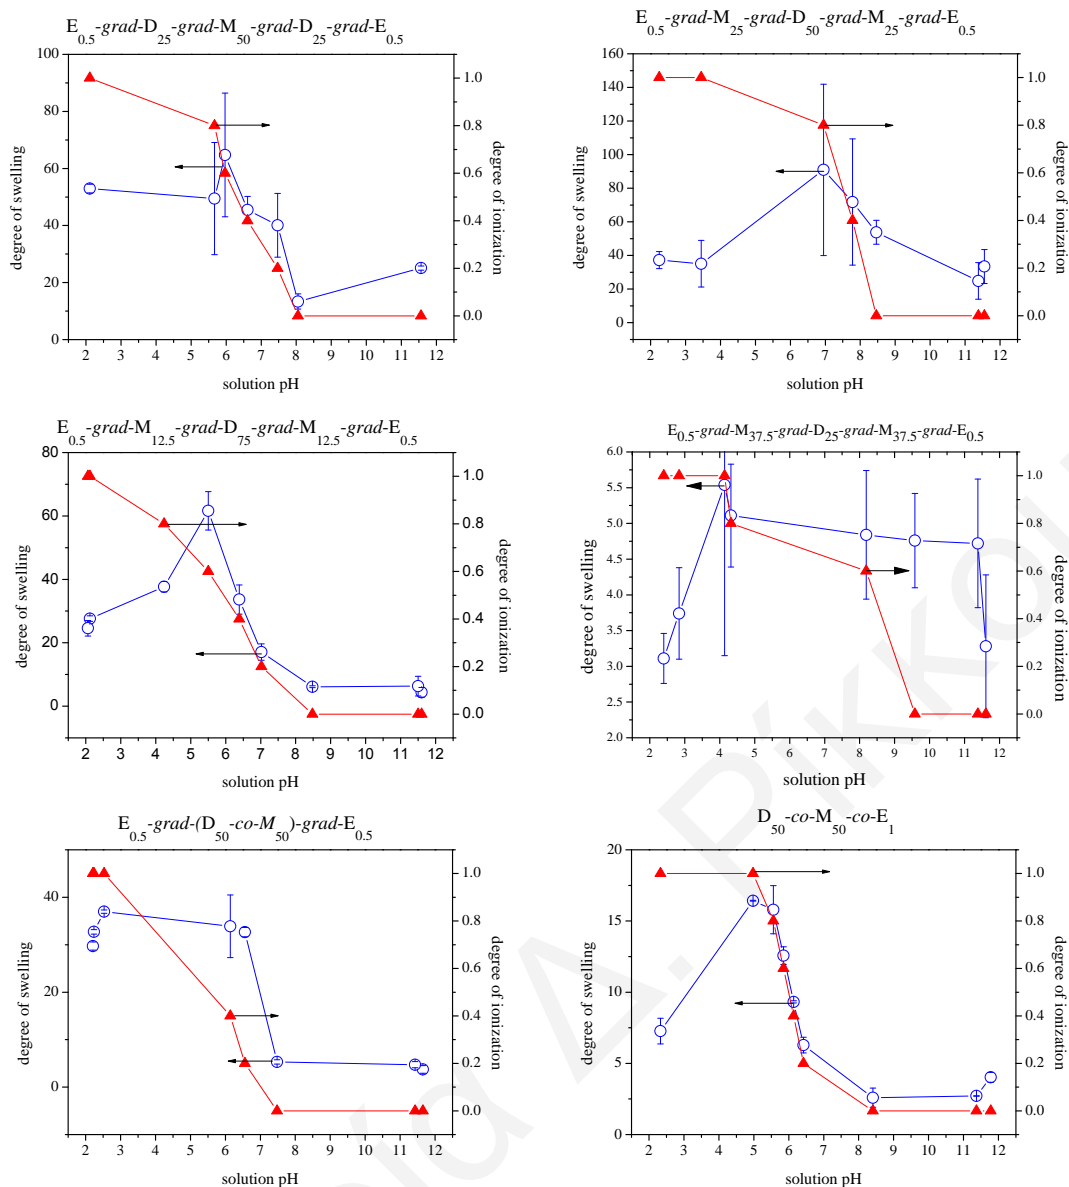 E0.5-grad-D25-grad-M50-grad-D25-grad-E0.5
100
80
60
40
20
0
1.0
0.8
0.6
0.4
0.2
0.0
degree of swelling
degree of ionization
2 3 4 5 6 7 8 9 10 11 12
solution pH
E0.5-grad-M25-grad-D50-grad-M25-grad-E0.5
160
140
120
100
80
60
40
20
0
1.0
0.8
0.6
0.4
0.2
0.0
degree of swelling
degree of ionization
2 3 4 5 6 7 8 9 10 11 12
solution pH
E0.5-grad-M12.5-grad-D75-grad-M12.5-grad-E0.5
80
60
40
20
0
1.0
0.8
0.6
0.4
0.2
0.0
degree of swelling
degree of ionization
2 3 4 5 6 7 8 9 10 11 12
solution pH
E0.5-grad-M37.5-grad-D25-grad-M37.5-grad-E0.5
6.0
5.5
5.0
4.5
4.0
3.5
3.0
2.5
2.0
1.0
0.8
0.6
0.4
0.2
0.0
degree of swelling
degree of ionization
2 3 4 5 6 7 8 9 10 11 12
solution pH
E0.5-grad-(D50-co-M50)-grad-E0.5
40
20
0
1.0
0.8
0.6
0.4
0.2
0.0
degree of swelling
degree of ionization
2 3 4 5 6 7 8 9 10 11 12
solution pH
D50-co-M50-co-E1
20
15
10
5
0
1.0
0.8
0.6
0.4
0.2
0.0
degree of swelling
degree of ionization
2 3 4 5 6 7 8 9 10 11 12
solution pH